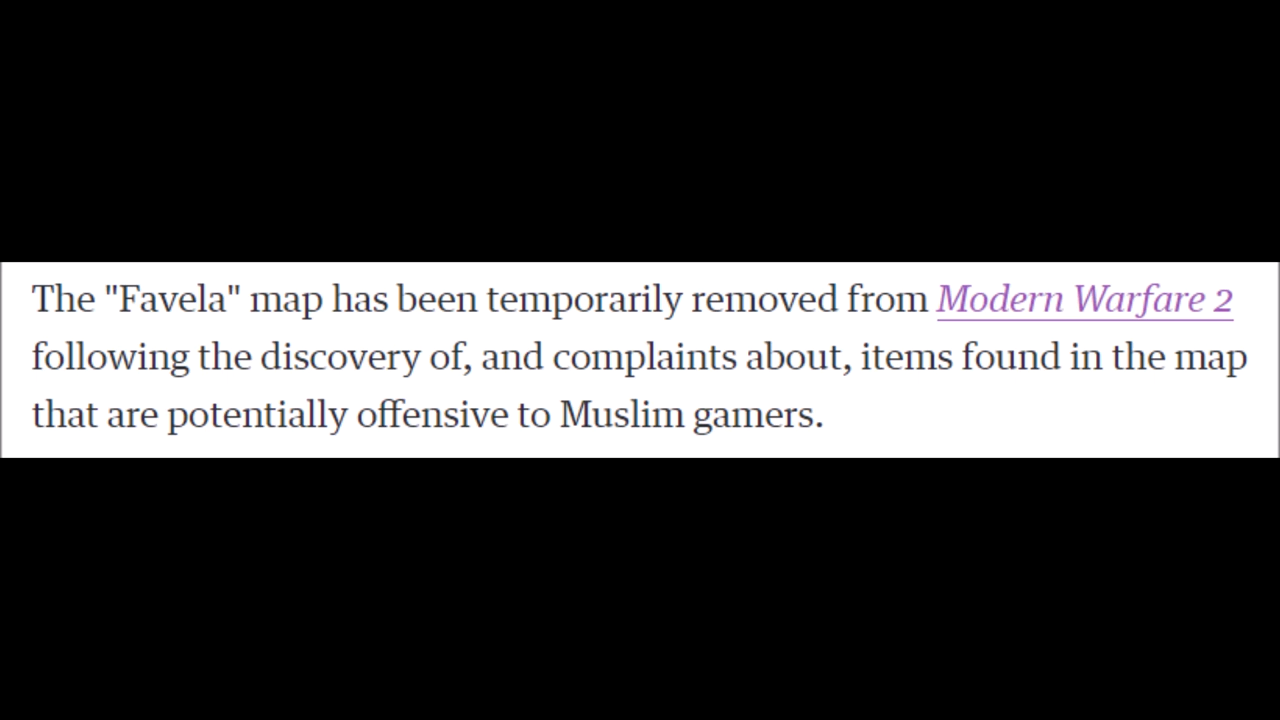 The "Favela" map has been temporarily removed from Modern Warfare 2
following the discovery of, and complaints about, items found in the map
that are potentially offensive to Muslim gamers.